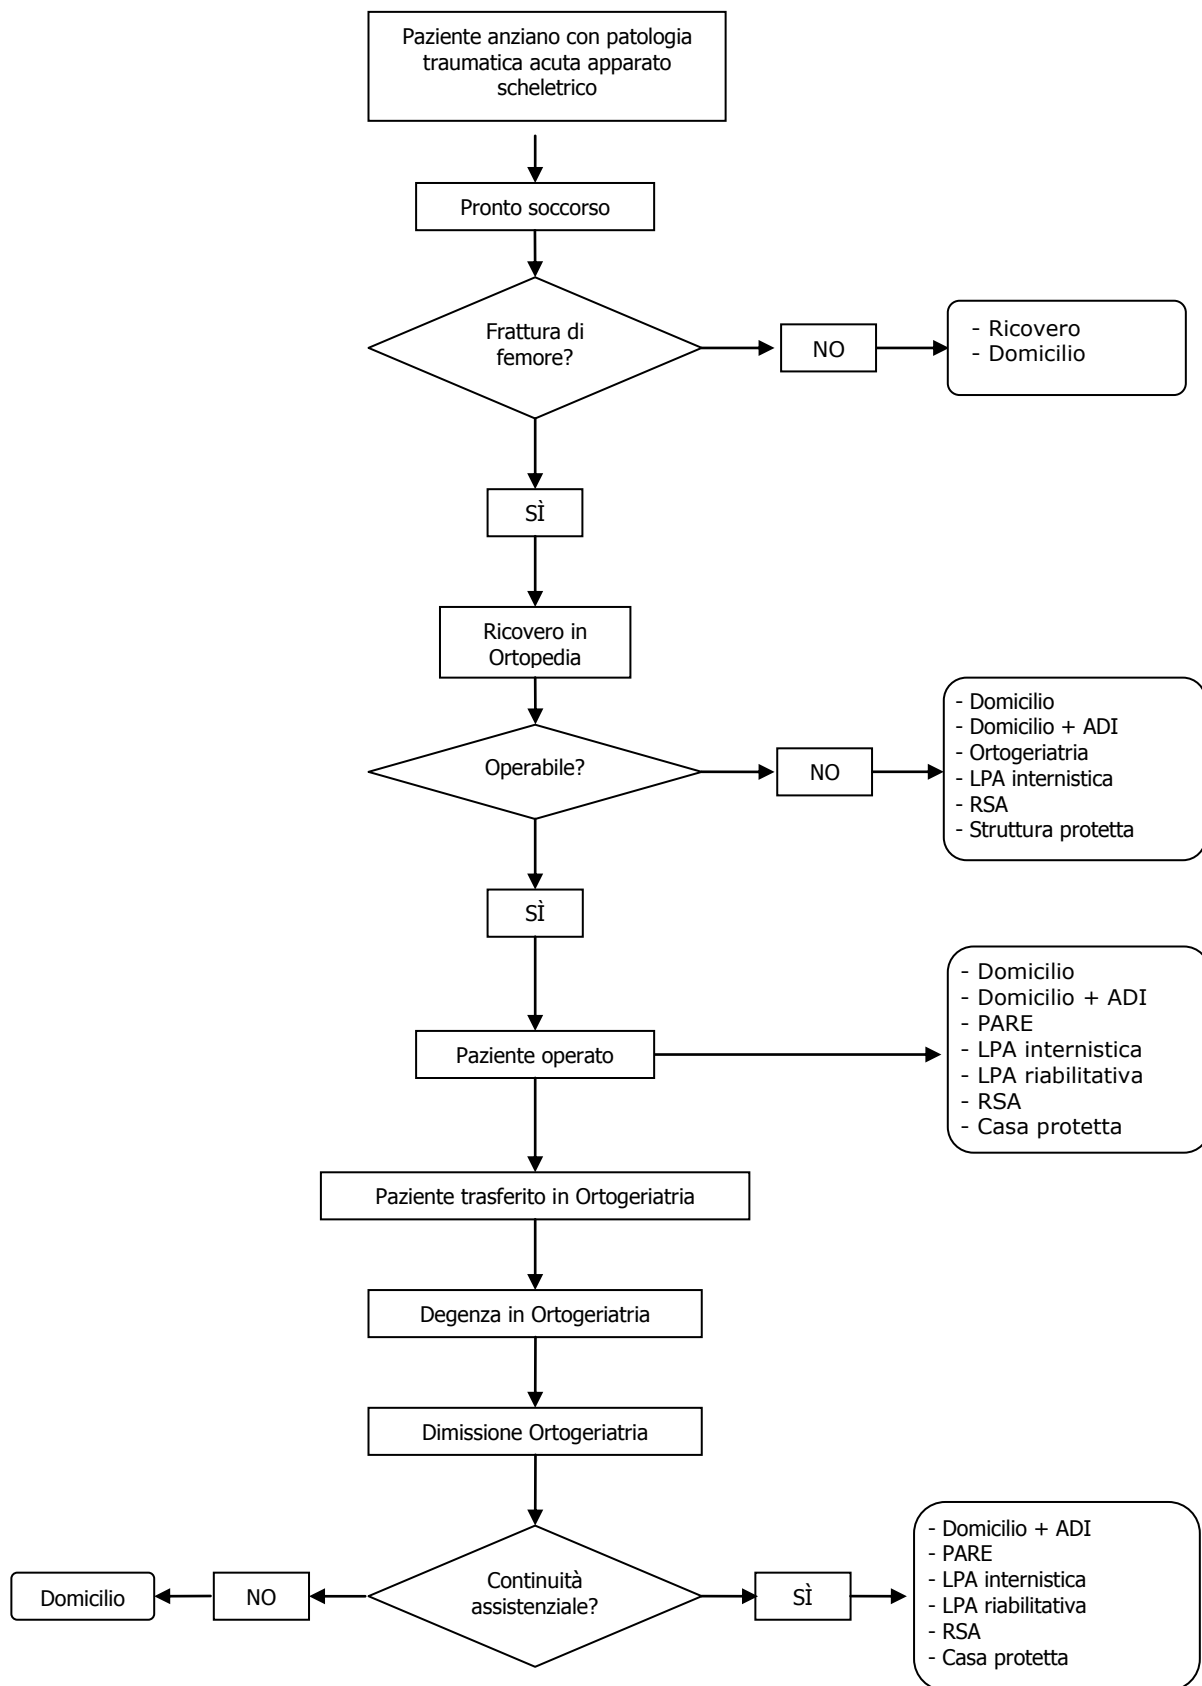 Paziente anziano con patologia
traumatica acuta apparato
scheletrico
Pronto soccorso
Frattura di
femore?
NO
- Ricovero
- Domicilio
SÌ
Ricovero in
Ortopedia
Operabile?
NO
- Domicilio
- Domicilio + ADI
- Ortogeriatria
- LPA internistica
- RSA
- Struttura protetta
SÌ
Paziente operato
- Domicilio
- Domicilio + ADI
- PARE
- LPA internistica
- LPA riabilitativa
- RSA
- Casa protetta
Paziente trasferito in Ortogeriatria
Degenza in Ortogeriatria
Dimissione Ortogeriatria
Continuità
assistenziale?
NO
Domicilio
SÌ
- Domicilio + ADI
- PARE
- LPA internistica
- LPA riabilitativa
- RSA
- Casa protetta